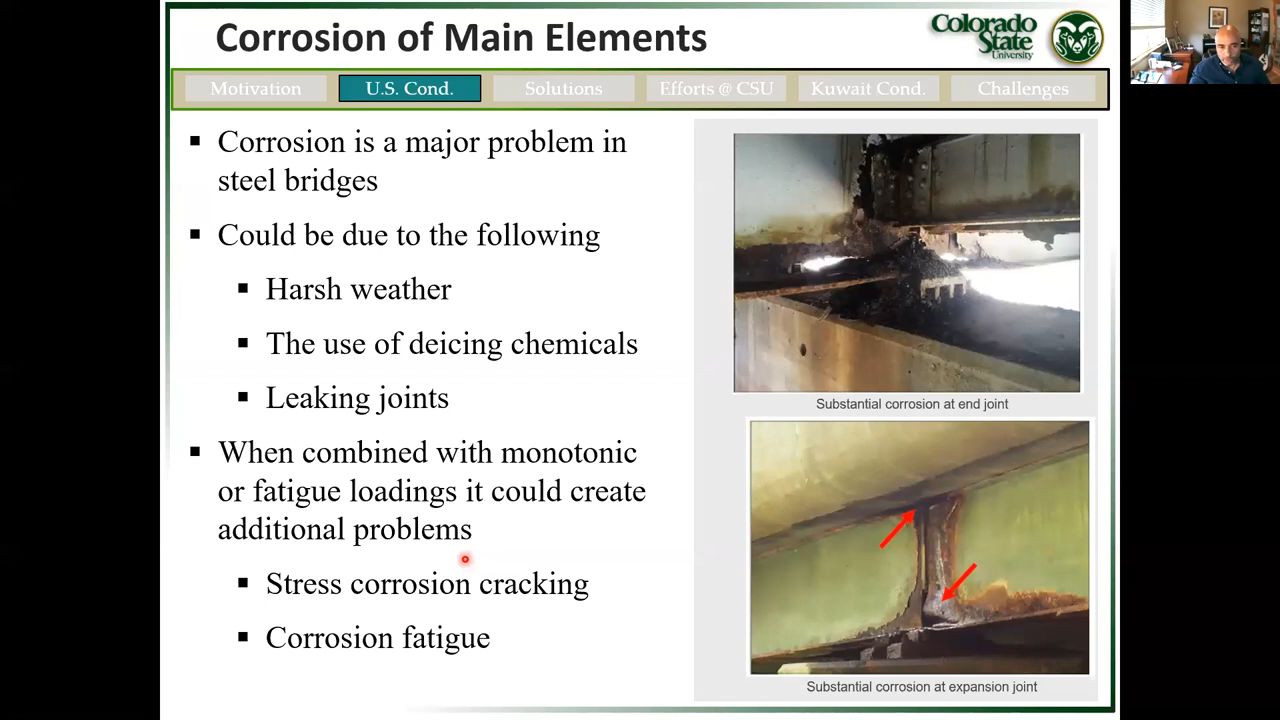 Corrosion of Main Elements
Colorado
State
University
Motivation
U.S. Cond.
Solutions
Efforts @ CSU
Kuwait Cond.
Challenges
▪ Corrosion is a major problem in
steel bridges
▪ Could be due to the following
▪ Harsh weather
▪ The use of deicing chemicals
▪ Leaking joints
▪ When combined with monotonic
or fatigue loadings it could create
additional problems
▪ Stress corrosion cracking
▪ Corrosion fatigue
Substantial corrosion at end joint
Substantial corrosion at expansion joint